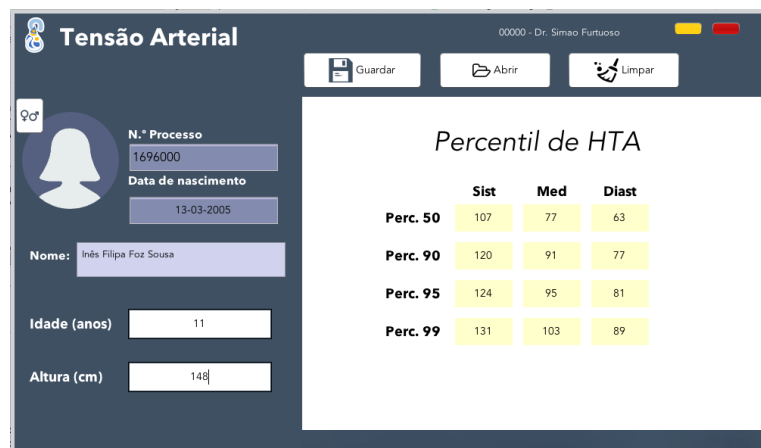 Tensão Arterial
00000 - Dr. Simao Furtuoso
Guardar Abrir Limpar
N.º Processo
1696000
Data de nascimento
13-03-2005
Nome: Inês Filipa Foz Sousa
Idade (anos) 11
Altura (cm) 148
Percentil de HTA
Sist Med Diast
Perc. 50 107 77 63
Perc. 90 120 91 77
Perc. 95 124 95 81
Perc. 99 131 103 89